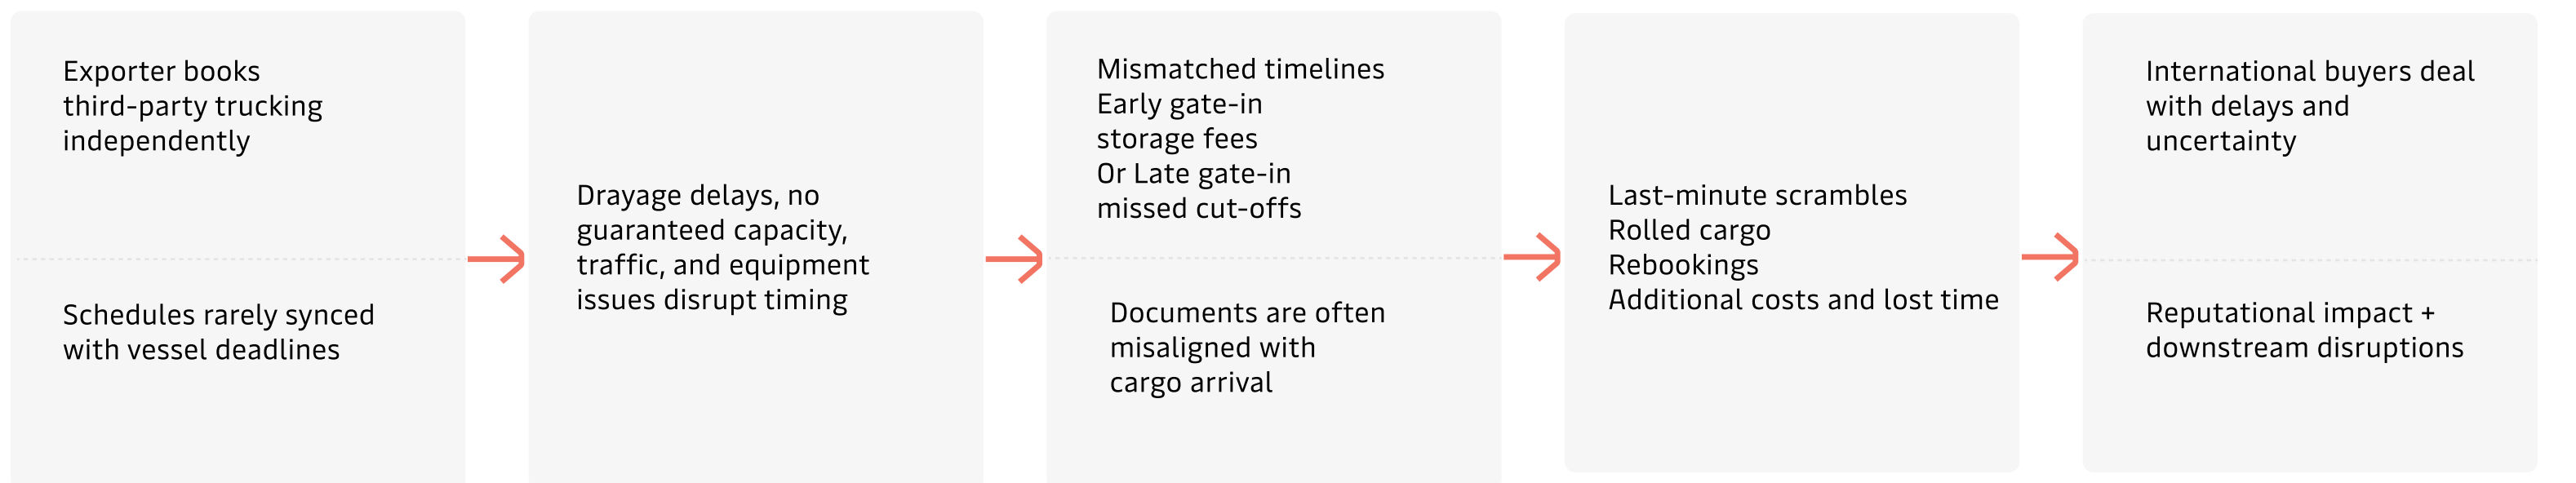 Exporter books
third-party trucking
independently
Schedules rarely synced
with vessel deadlines
Drayage delays, no
guaranteed capacity,
traffic, and equipment
issues disrupt timing
Mismatched timelines
Early gate-in
storage fees
Or Late gate-in
missed cut-offs
Documents are often
misaligned with
cargo arrival
Last-minute scrambles
Rolled cargo
Rebookings
Additional costs and lost time
International buyers deal
with delays and
uncertainty
Reputational impact +
downstream disruptions